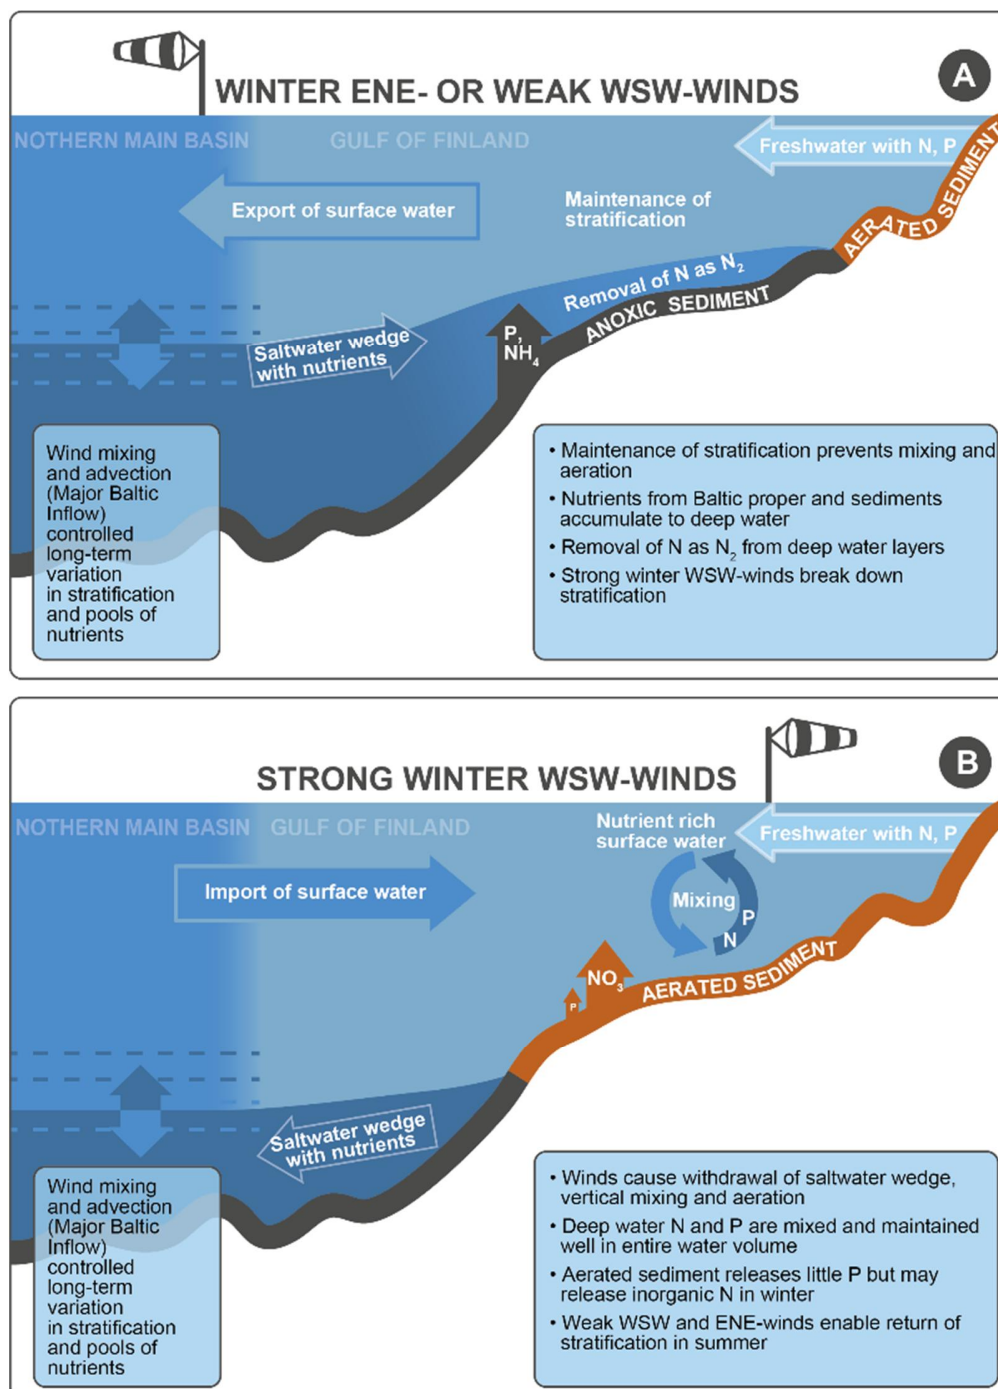 A
WINTER ENE- OR WEAK WSW-WINDS
NOTHERN MAIN BASIN
GULF OF FINLAND
Freshwater with N, P
Export of surface water
Maintenance of
stratification
AERATED SEDIMENT
Removal of N as N₂
ANOXIC SEDIMENT
P,
NH₄
Saltwater wedge
with nutrients
Wind mixing
and advection
(Major Baltic
Inflow)
controlled
long-term
variation
in stratification
and pools of
nutrients
• Maintenance of stratification prevents mixing and
aeration
• Nutrients from Baltic proper and sediments
accumulate to deep water
• Removal of N as N₂ from deep water layers
• Strong winter WSW-winds break down
stratification
B
STRONG WINTER WSW-WINDS
NOTHERN MAIN BASIN
GULF OF FINLAND
Nutrient rich
surface water
Freshwater with N, P
Import of surface water
Mixing
P
N
NO₃
P
AERATED SEDIMENT
Saltwater wedge
with nutrients
Wind mixing
and advection
(Major Baltic
Inflow)
controlled
long-term
variation
in stratification
and pools of
nutrients
• Winds cause withdrawal of saltwater wedge,
vertical mixing and aeration
• Deep water N and P are mixed and maintained
well in entire water volume
• Aerated sediment releases little P but may
release inorganic N in winter
• Weak WSW and ENE-winds enable return of
stratification in summer